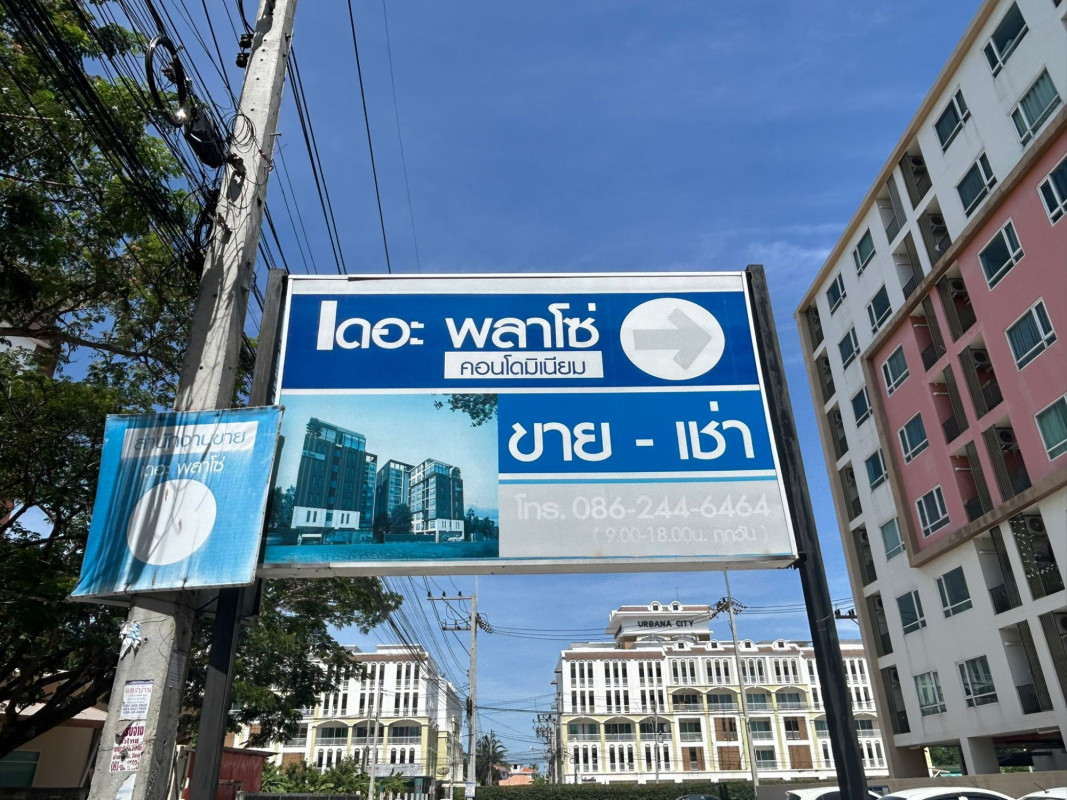 เดอะ พลาโซ่
คอนโดมิเนียม
ขาย - เช่า
โทร. 086-244-6464
( 9.00-18.00น. ทุกวัน )
สำนักงานขาย
เดอะ พลาโซ่
URBANA CITY